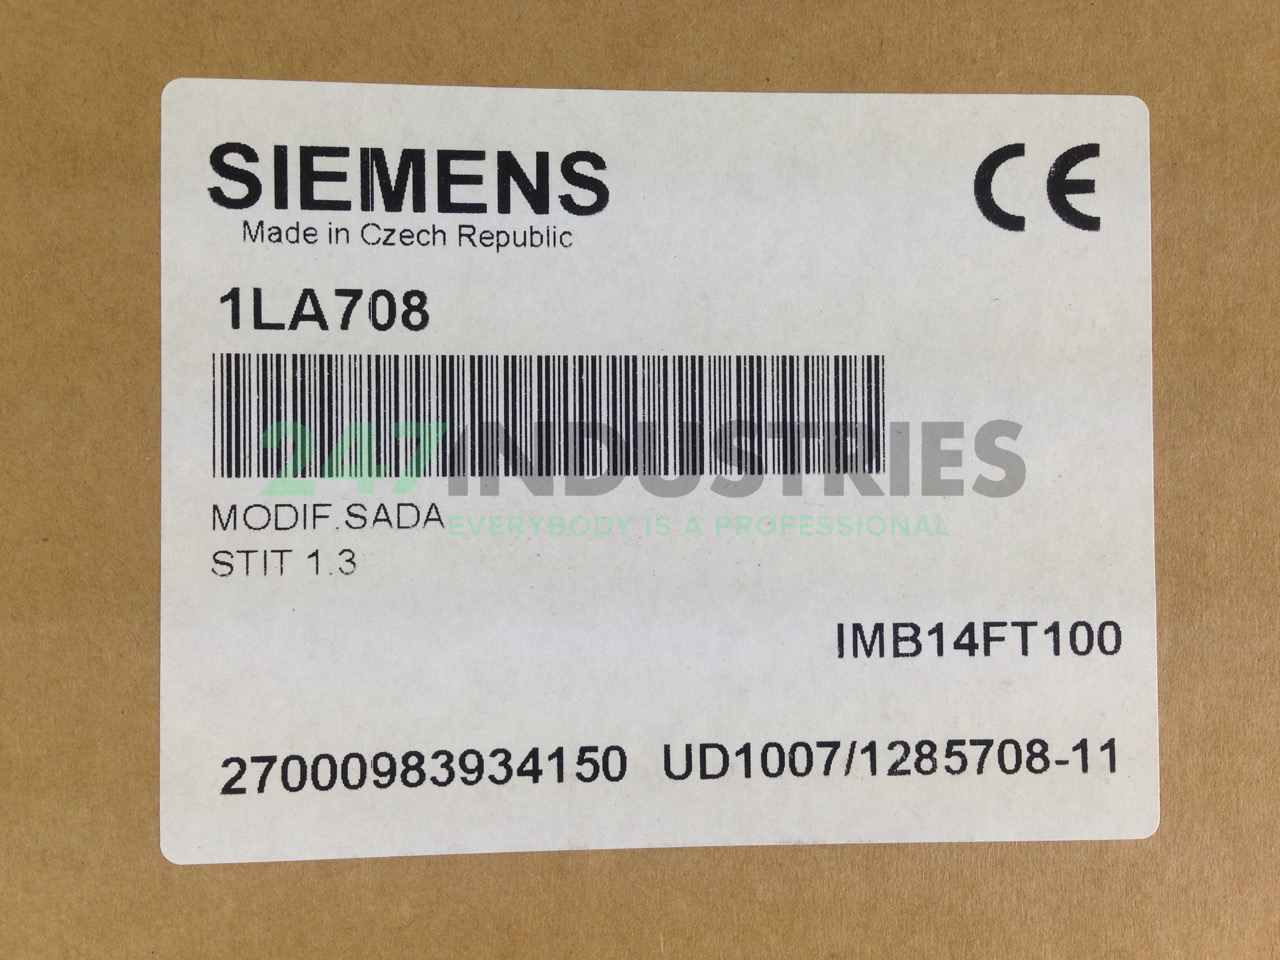 SIEMENS
Made in Czech Republic
CE
1LA708
247INDUSTRIES
EVERYBODY IS A PROFESSIONAL
MODIF.SADA
STIT 1.3
IMB14FT100
27000983934150 UD1007/1285708-11